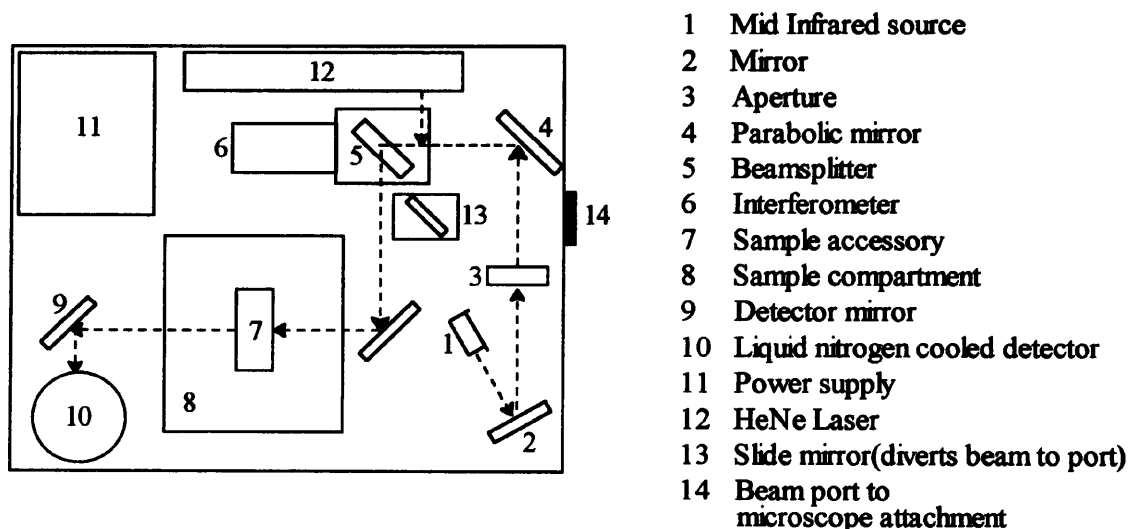 12
11
6
5
4
13
14
3
9
7
1
8
10
2
1 Mid Infrared source
2 Mirror
3 Aperture
4 Parabolic mirror
5 Beamsplitter
6 Interferometer
7 Sample accessory
8 Sample compartment
9 Detector mirror
10 Liquid nitrogen cooled detector
11 Power supply
12 HeNe Laser
13 Slide mirror(diverts beam to port)
14 Beam port to
microscope attachment